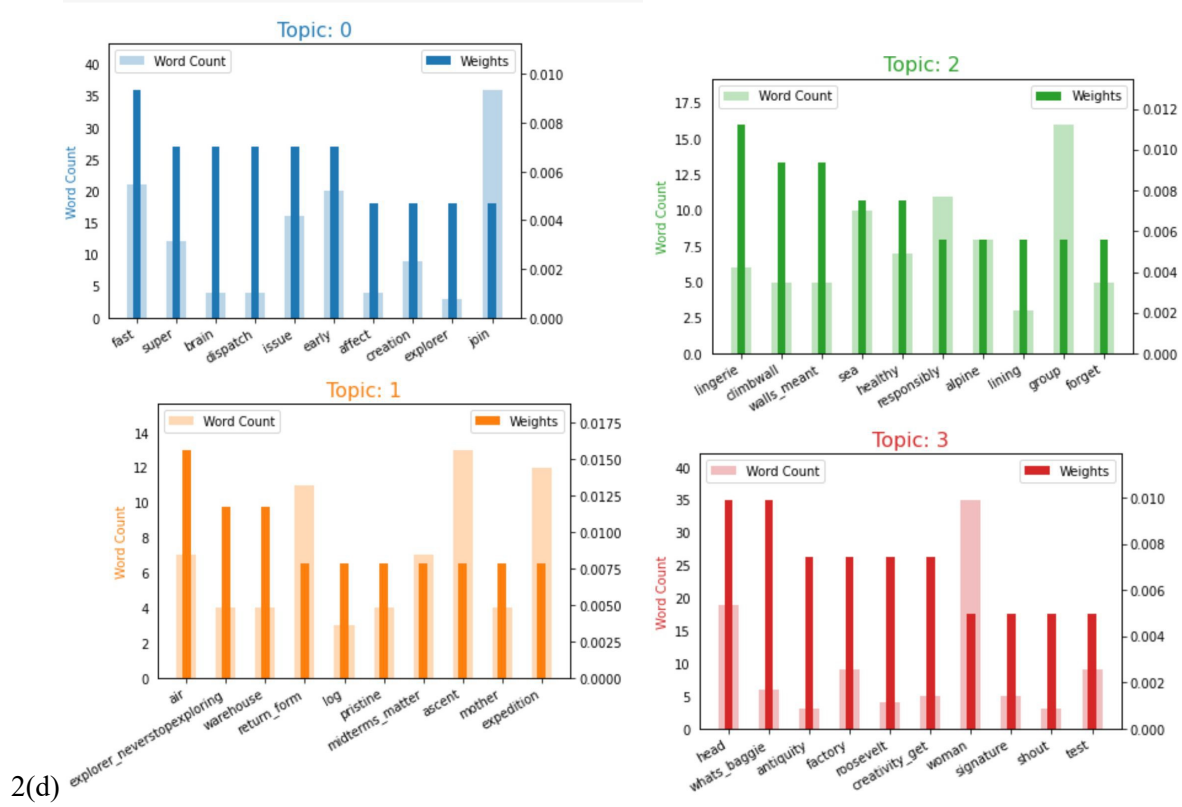 Topic: 0
Word Count
Weights
Word Count
40
35
30
25
20
15
10
5
0
0.010
0.008
0.006
0.004
0.002
0.000
fast
super
brain
dispatch
issue
early
affect
creation
explorer
join
Topic: 2
Word Count
Weights
Word Count
17.5
15.0
12.5
10.0
7.5
5.0
2.5
0.0
0.012
0.010
0.008
0.006
0.004
0.002
0.000
lingerie
climbwall
walls_meant
sea
healthy
responsibly
alpine
lining
group
forget
Topic: 1
Word Count
Weights
Word Count
14
12
10
8
6
4
2
0
0.0175
0.0150
0.0125
0.0100
0.0075
0.0050
0.0025
0.0000
air
explorer_neverstopexploring
warehouse
return_form
log
pristine
midterms_matter
ascent
mother
expedition
Topic: 3
Word Count
Weights
Word Count
40
35
30
25
20
15
10
5
0
0.010
0.008
0.006
0.004
0.002
0.000
head
whats_baggie
antiquity
factory
roosevelt
creativity_get
woman
signature
shout
test
2(d)